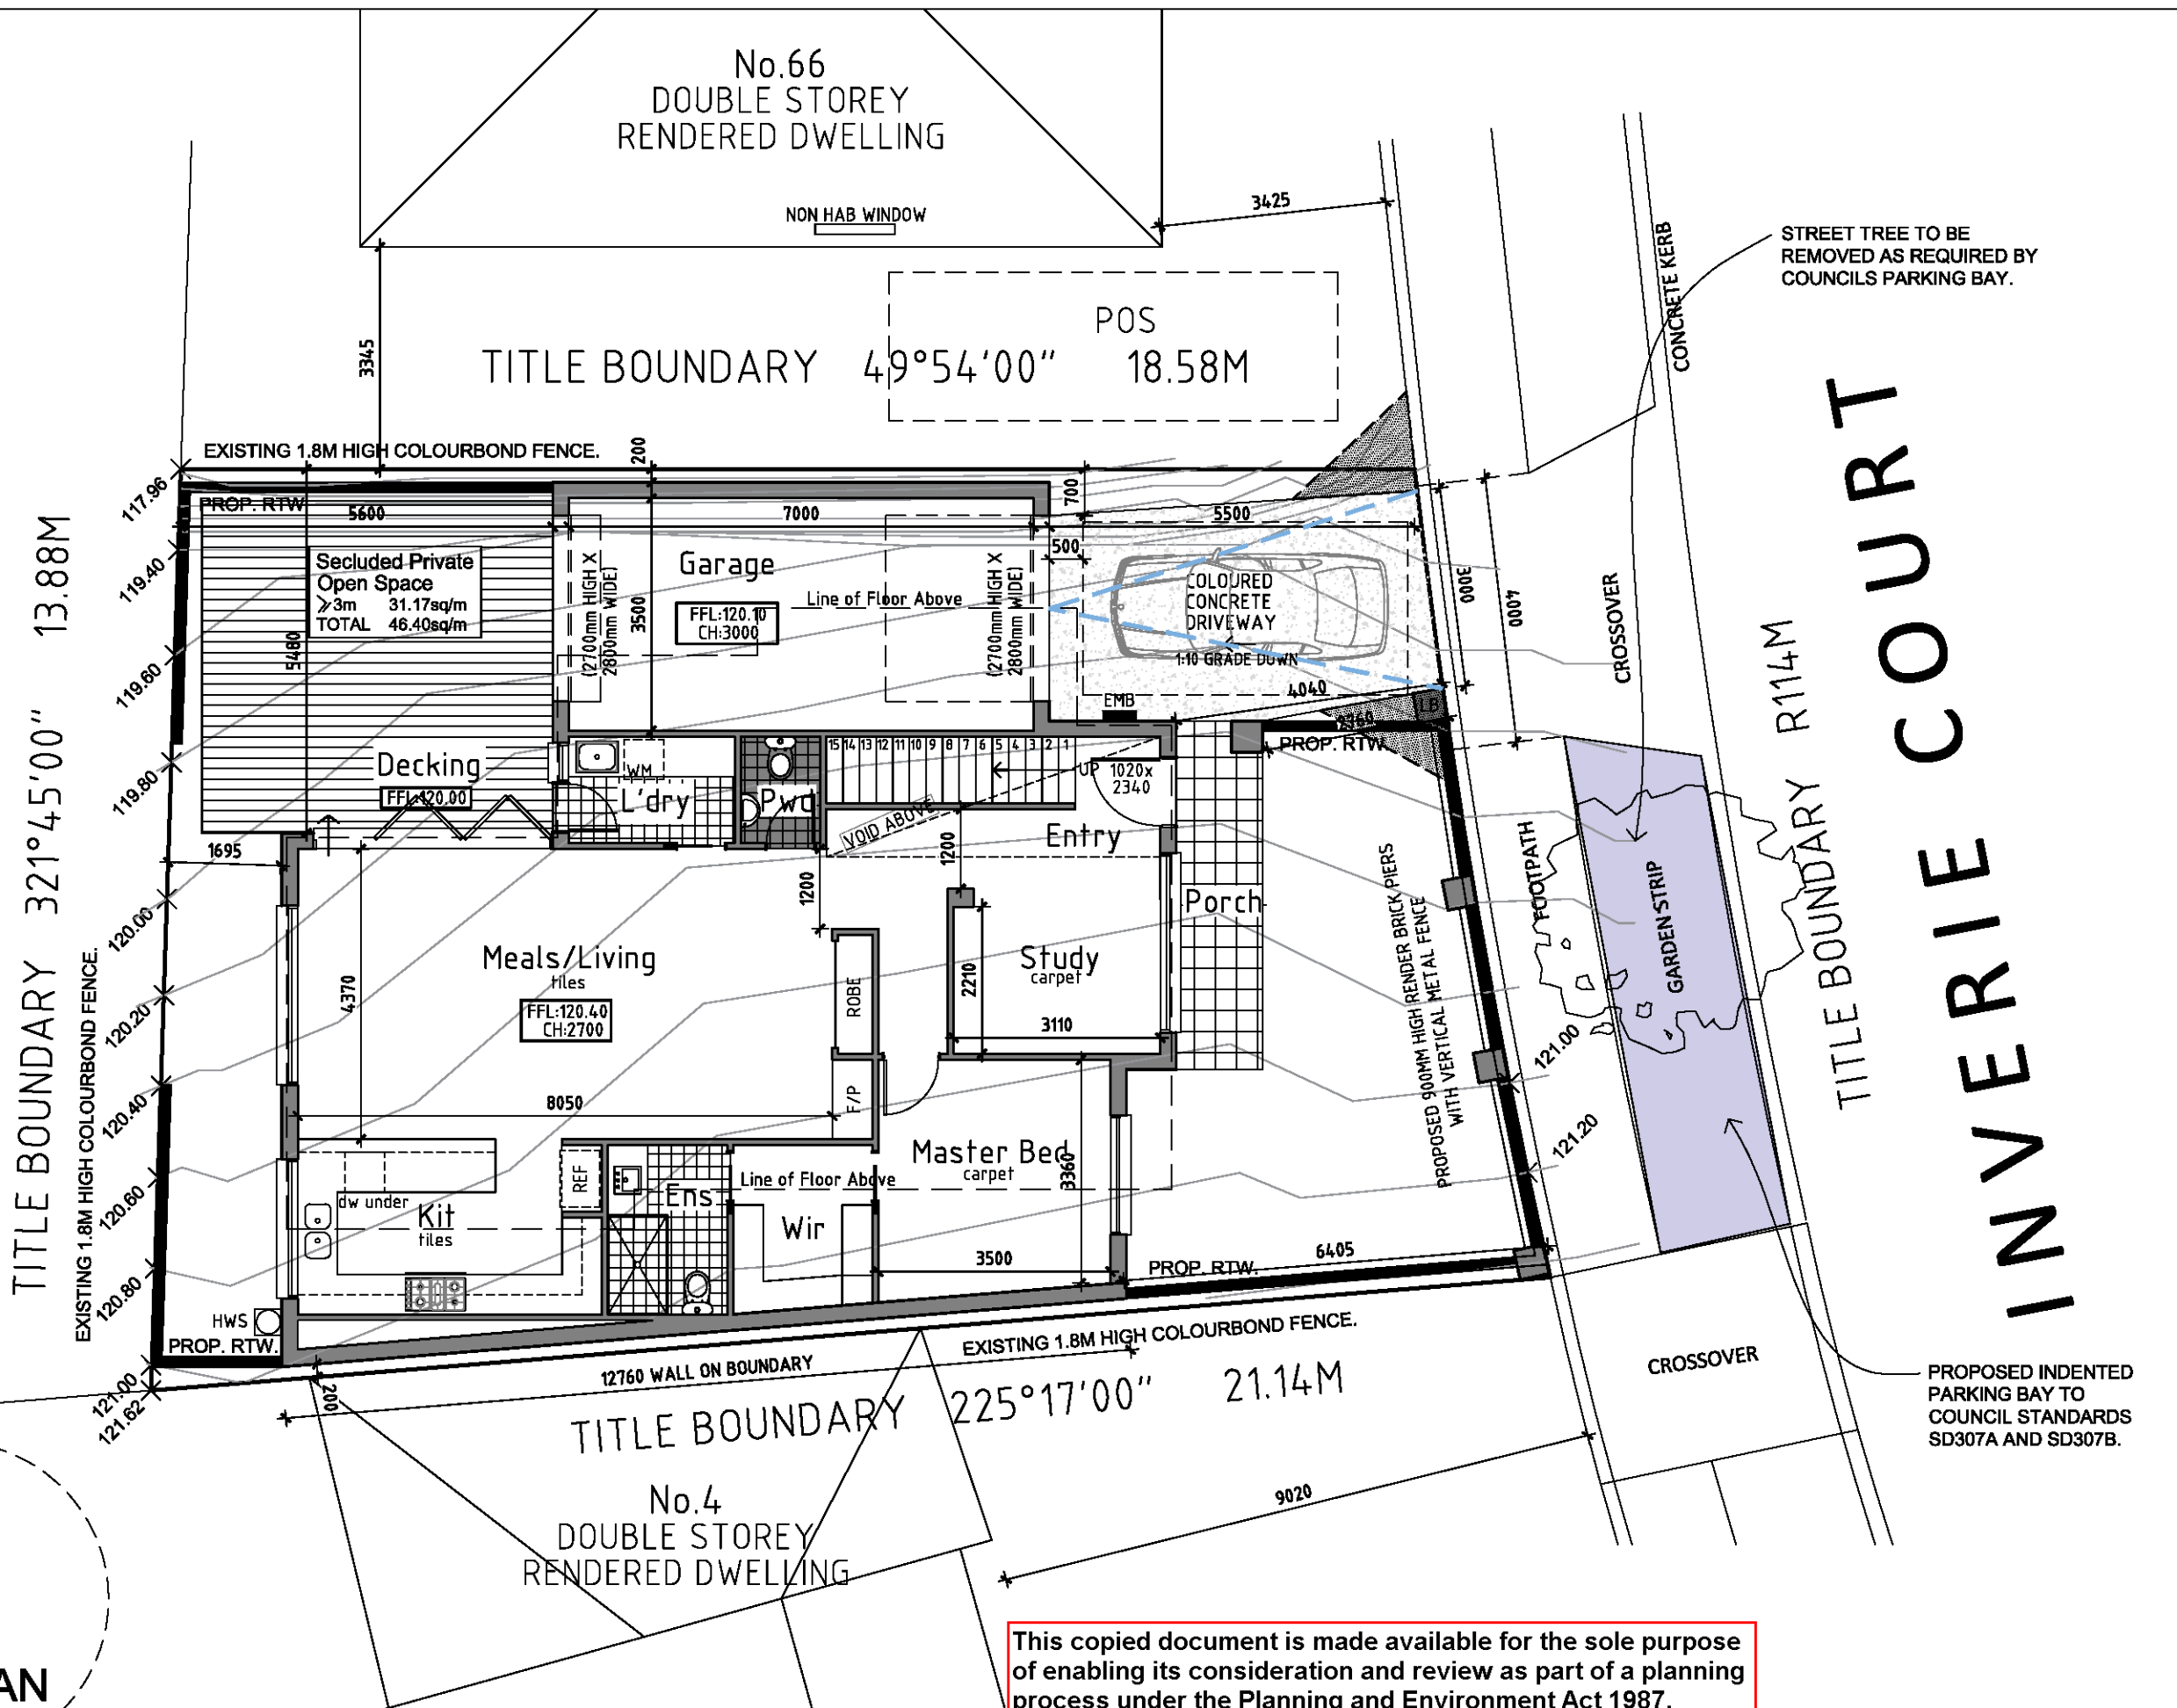 No.66
DOUBLE STOREY
RENDERED DWELLING
NON HAB WINDOW
3425
STREET TREE TO BE
REMOVED AS REQUIRED BY
COUNCILS PARKING BAY.
CONCRETE KERB
3345
POS
TITLE BOUNDARY 49°54'00" 18.58M
EXISTING 1.8M HIGH COLOURBOND FENCE.
200
700
117.96
119.40
119.60
119.80
120.00
120.20
120.40
120.60
120.80
121.00
121.62
TITLE BOUNDARY 321°45'00" 13.88M
EXISTING 1.8M HIGH COLOURBOND FENCE.
PROP. RTW
5600
7000
5500
500
Secluded Private
Open Space
⩾3m 31.17sq/m
TOTAL 46.40sq/m
5480
(2700mm HIGH X
2800mm WIDE)
3500
Garage
FFL:120.10
CH:3000
Line of Floor Above
(2700mm HIGH X
2800mm WIDE)
COLOURED
CONCRETE
DRIVEWAY
1:10 GRADE DOWN
3000
4000
CROSSOVER
4040
EMB
2360
LB
PROP. RTW.
Decking
FFL:120.00
WM
L'dry
Pwd
15 14 13 12 11 10 9 8 7 6 5 4 3 2 1
UP
1020x
2340
VOID ABOVE
Entry
1200
1200
1695
Porch
Meals/Living
tiles
FFL:120.40
CH:2700
4370
ROBE
2210
Study
carpet
3110
F/P
8050
Master Bed
carpet
3360
REF
Ens
Line of Floor Above
Wir
dw under
Kit
tiles
3500
6405
PROP. RTW.
HWS
PROP. RTW.
PROPOSED 900MM HIGH RENDER BRICK PIERS
WITH VERTICAL METAL FENCE
FOOTPATH
GARDEN STRIP
121.00
121.20
TITLE BOUNDARY R114M
INVERIE COURT
CROSSOVER
PROPOSED INDENTED
PARKING BAY TO
COUNCIL STANDARDS
SD307A AND SD307B.
200
12760 WALL ON BOUNDARY
EXISTING 1.8M HIGH COLOURBOND FENCE.
TITLE BOUNDARY 225°17'00" 21.14M
9020
No.4
DOUBLE STOREY
RENDERED DWELLING
AN
This copied document is made available for the sole purpose
of enabling its consideration and review as part of a planning
process under the Planning and Environment Act 1987.